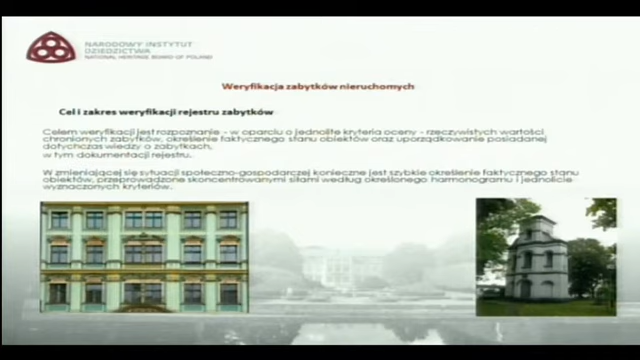 NARODOWY INSTYTUT
DZIEDZICTWA
NATIONAL HERITAGE BOARD OF POLAND
Weryfikacja zabytków nieruchomych
Cel i zakres weryfikacji rejestru zabytków
Celem weryfikacji jest rozpoznanie - w oparciu o jednolite kryteria oceny - rzeczywistych wartości
chronionych zabytków, określenie faktycznego stanu obiektów oraz uporządkowanie posiadanej
dotychczas wiedzy o zabytkach,
w tym dokumentacji rejestru.
W zmieniającej się sytuacji społeczno-gospodarczej konieczne jest szybkie określenie faktycznego stanu
obiektów, przeprowadzone skoncentrowanymi siłami według określonego harmonogramu i jednolicie
wyznaczonych kryteriów.